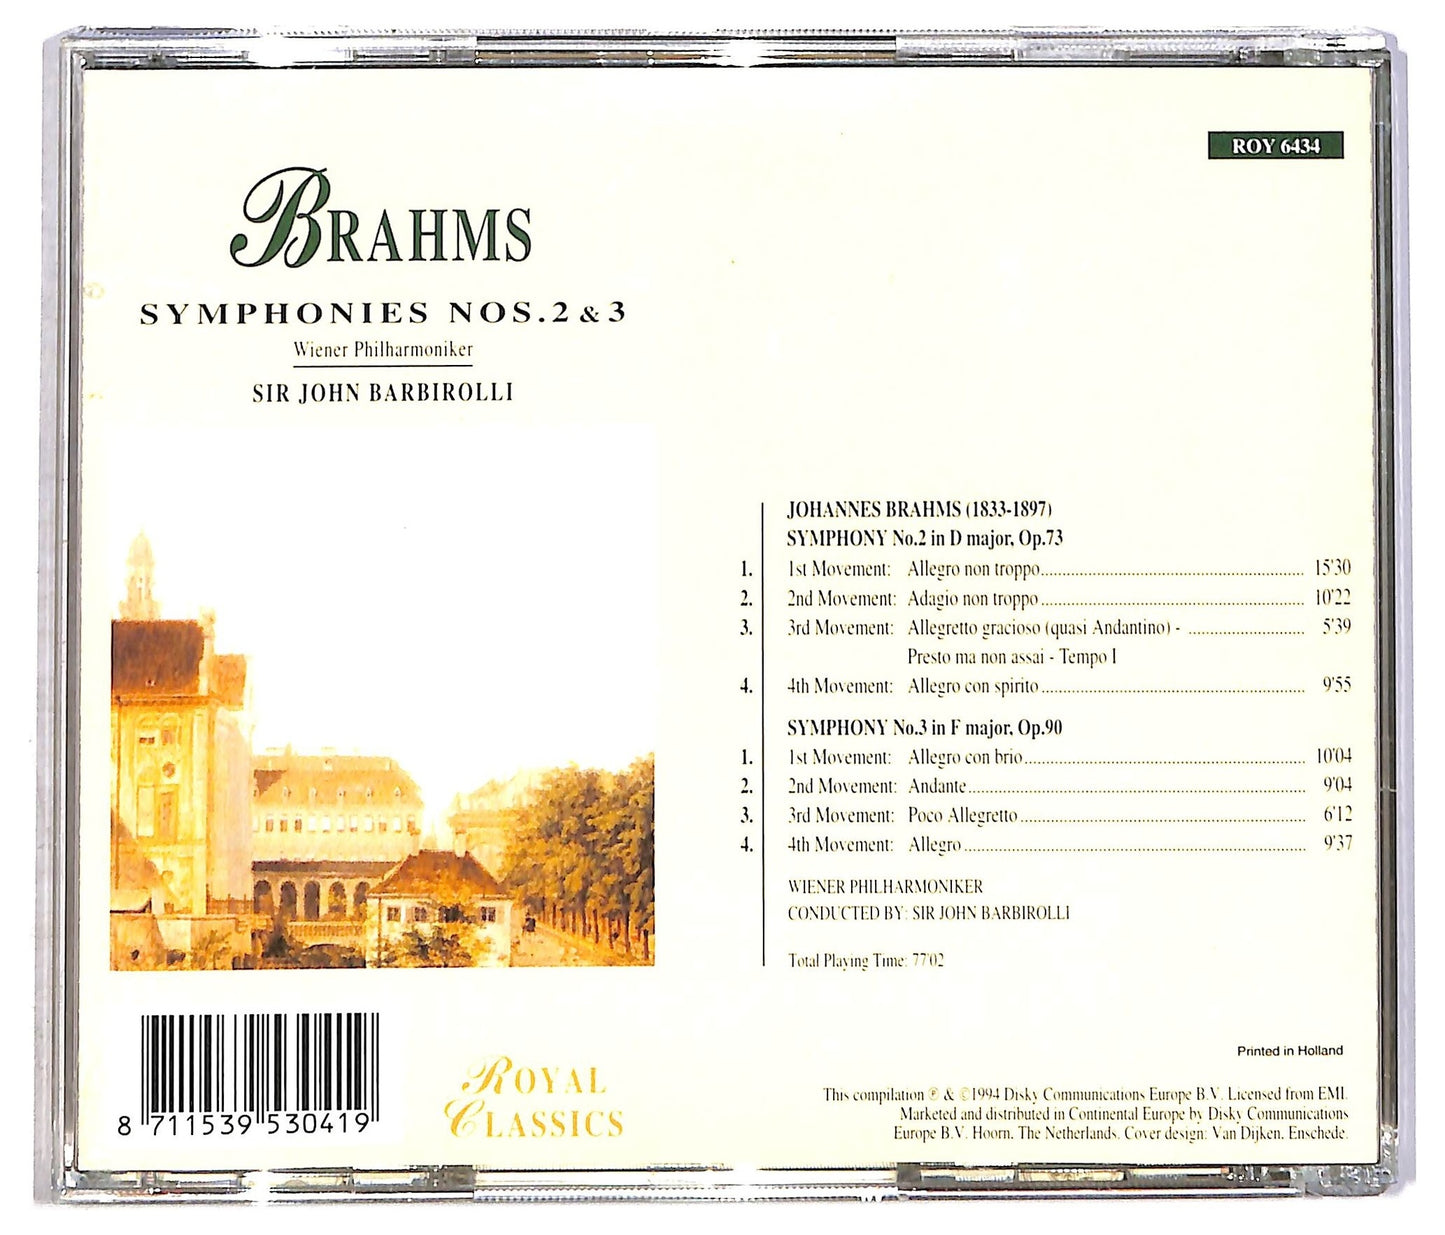 ROY 6434
BRAHMS
SYMPHONIES NOS.2 & 3
Wiener Philharmoniker
SIR JOHN BARBIROLLI
JOHANNES BRAHMS (1833-1897)
SYMPHONY No.2 in D major, Op.73
1. 1st Movement: Allegro non troppo 15'30
2. 2nd Movement: Adagio non troppo 10'22
3. 3rd Movement: Allegretto gracioso (quasi Andantino) - 5'39
Presto ma non assai - Tempo I
4. 4th Movement: Allegro con spirito 9'55
SYMPHONY No.3 in F major, Op.90
1. 1st Movement: Allegro con brio 10'04
2. 2nd Movement: Andante 9'04
3. 3rd Movement: Poco Allegretto 6'12
4. 4th Movement: Allegro 9'37
WIENER PHILHARMONIKER
CONDUCTED BY: SIR JOHN BARBIROLLI
Total Playing Time: 77'02
8 711539 530419
ROYAL
CLASSICS
Printed in Holland
This compilation ℗ & ©1994 Disky Communications Europe B.V. Licensed from EMI.
Marketed and distributed in Continental Europe by Disky Communications
Europe B.V. Hoorn, The Netherlands. Cover design: Van Dijken, Enschede.